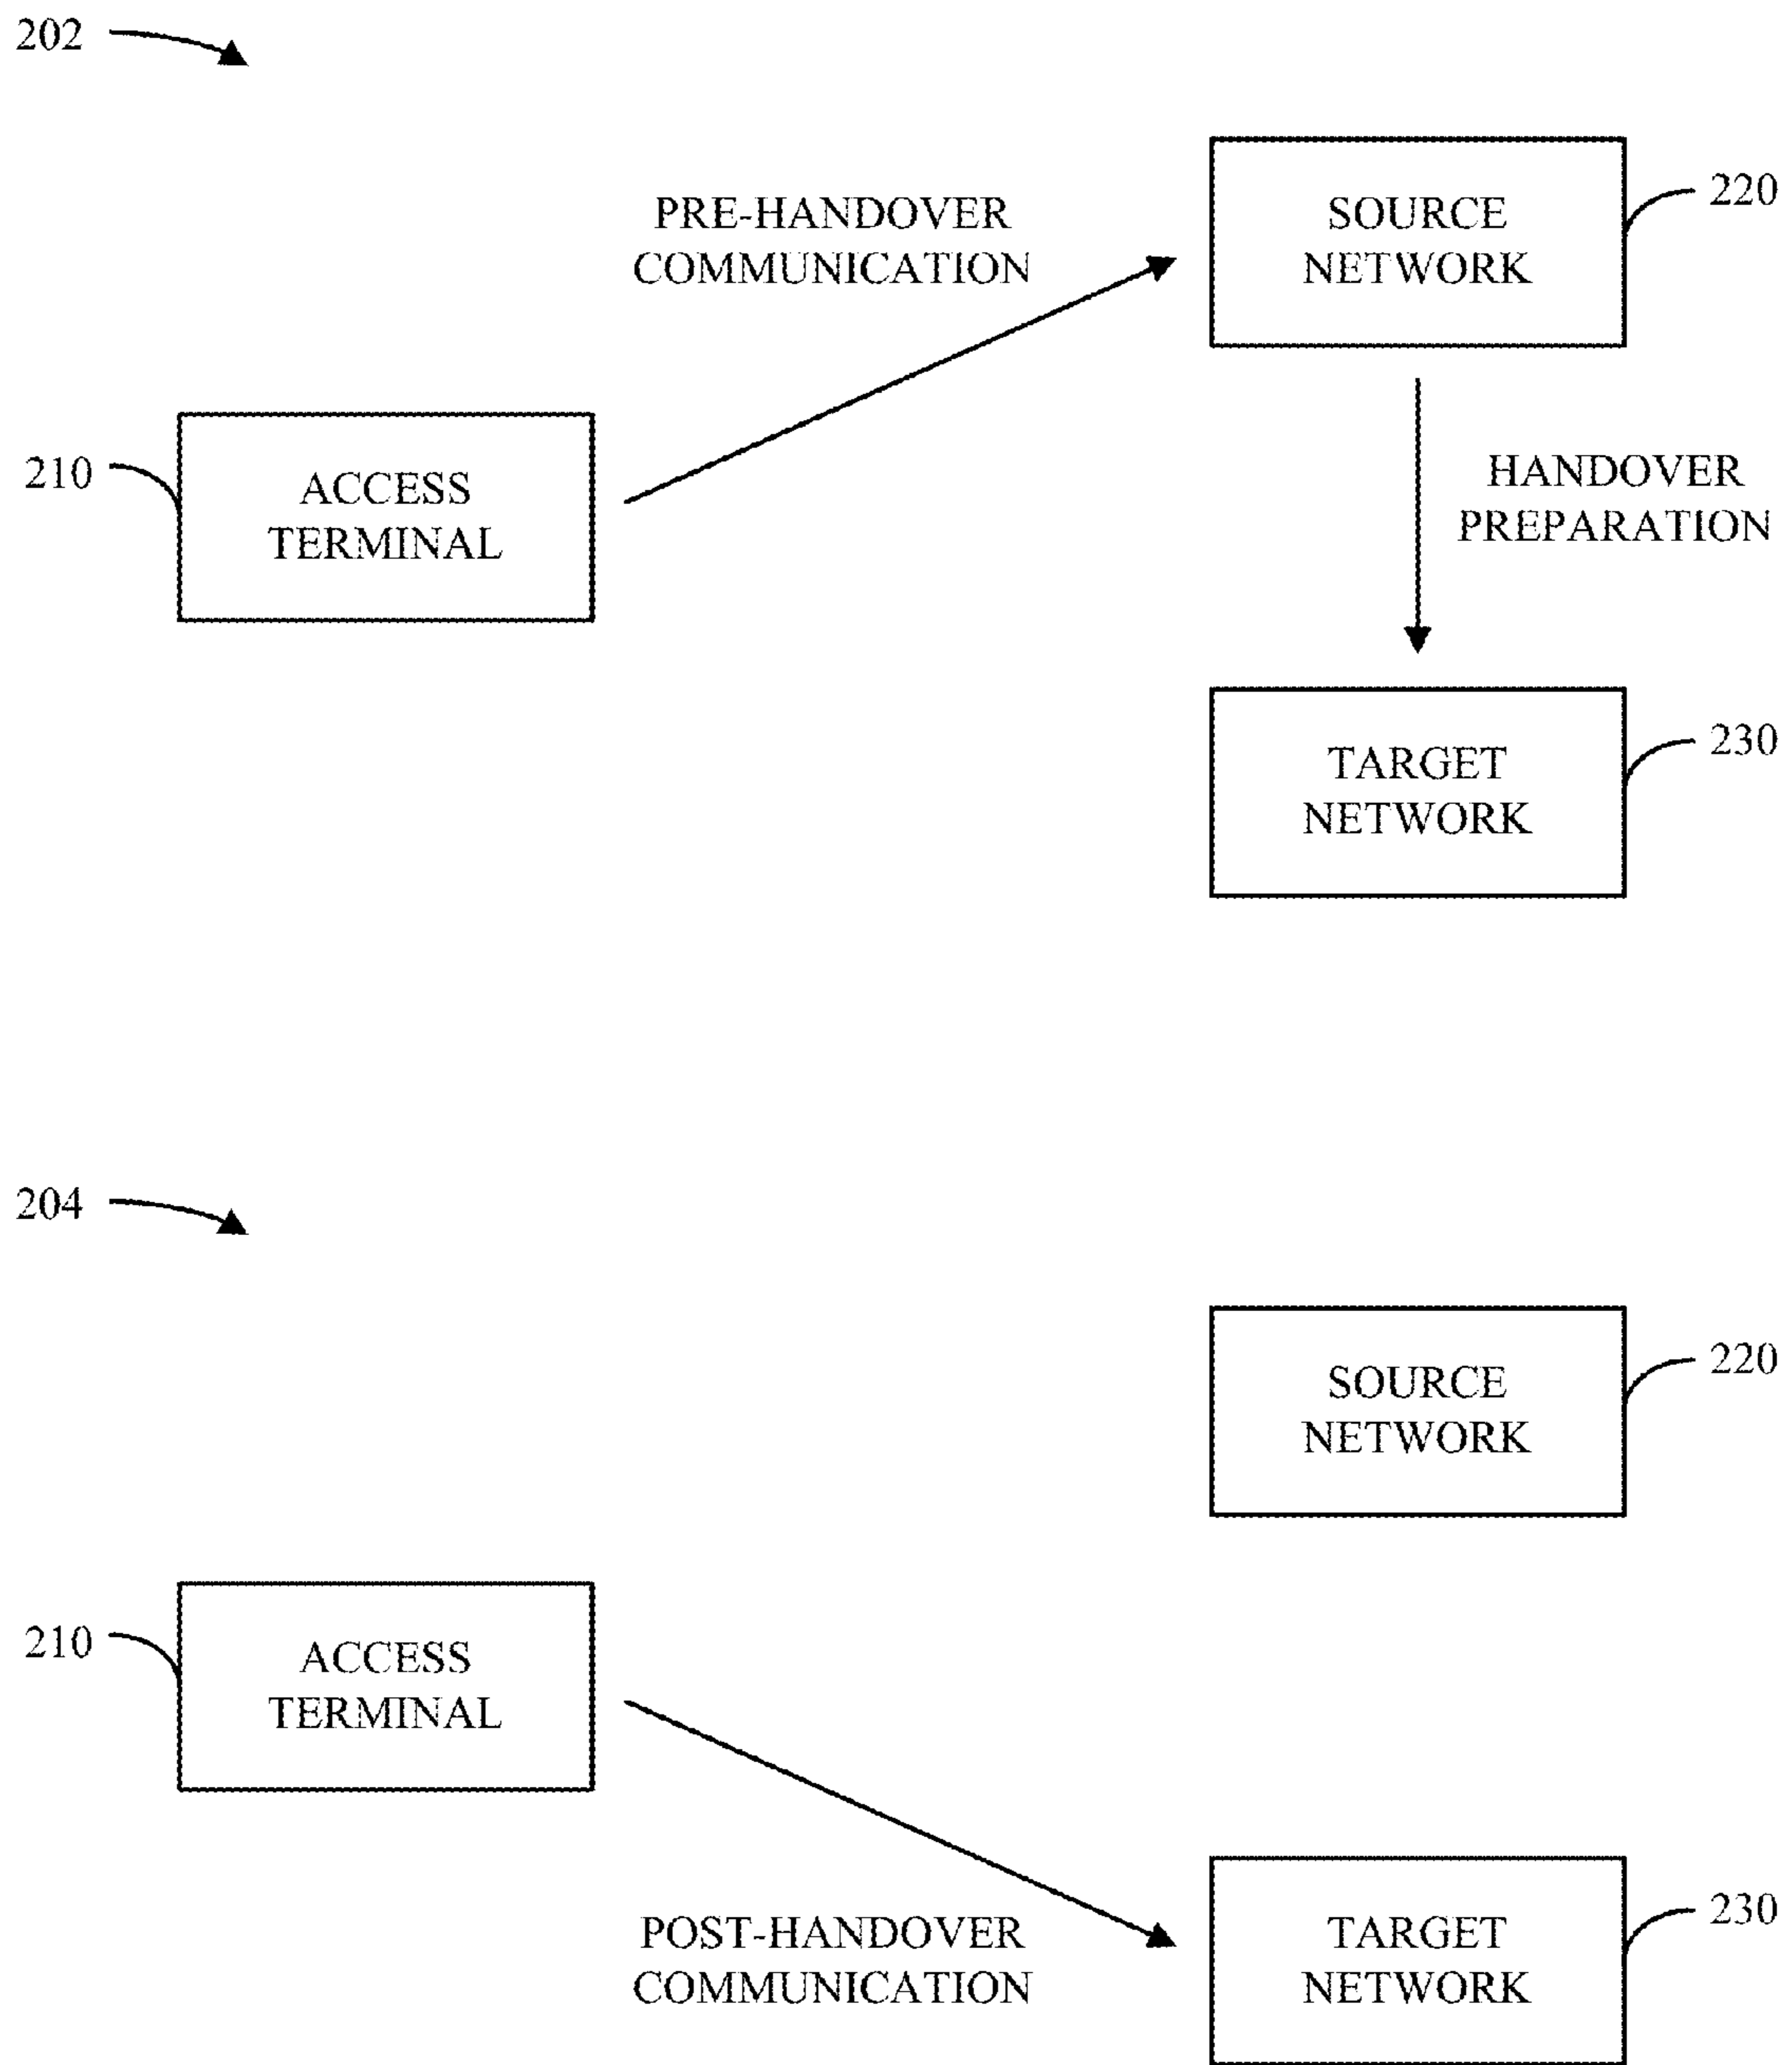 202
PRE-HANDOVER
COMMUNICATION
SOURCE
NETWORK
220
210
ACCESS
TERMINAL
HANDOVER
PREPARATION
TARGET
NETWORK
230
204
SOURCE
NETWORK
220
210
ACCESS
TERMINAL
POST-HANDOVER
COMMUNICATION
TARGET
NETWORK
230